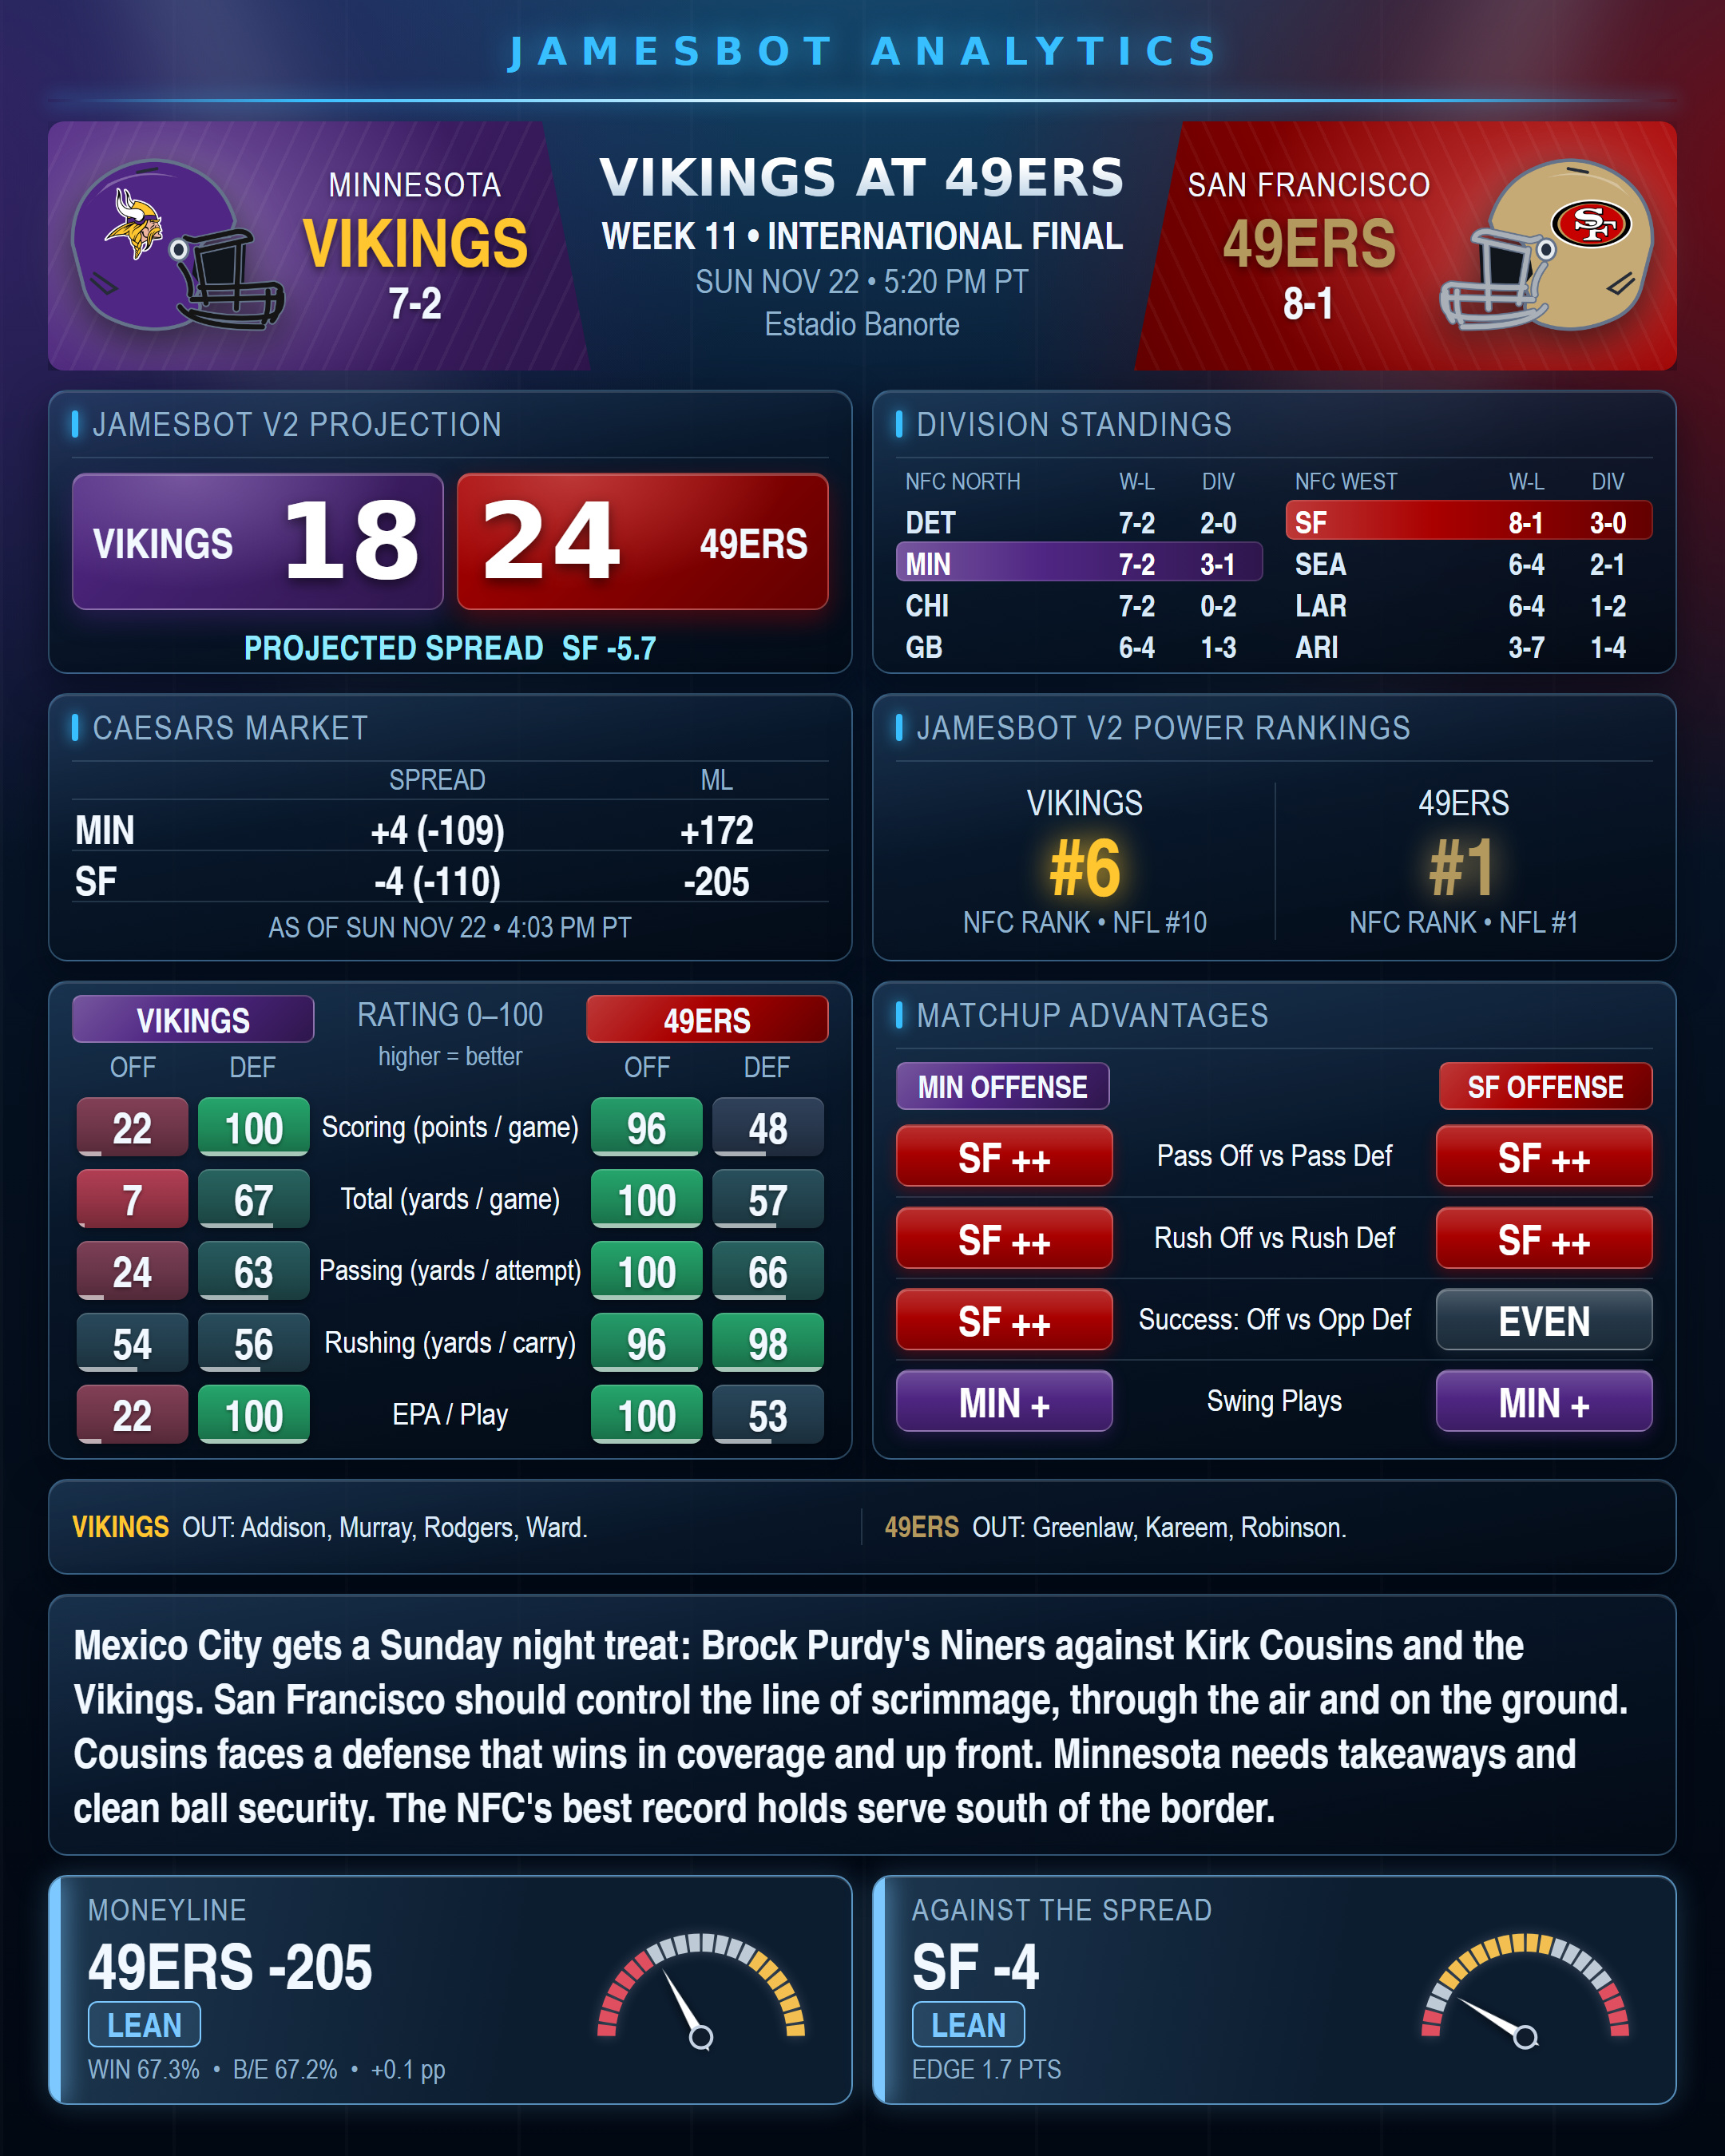 JAMESBOT ANALYTICS
MINNESOTA
VIKINGS
7-2
VIKINGS AT 49ERS
WEEK 11 • INTERNATIONAL FINAL
SUN NOV 22 • 5:20 PM PT
Estadio Banorte
SAN FRANCISCO
49ERS
8-1
SF
JAMESBOT V2 PROJECTION
VIKINGS 18
24 49ERS
PROJECTED SPREAD SF -5.7
DIVISION STANDINGS
NFC NORTH W-L DIV
DET 7-2 2-0
MIN 7-2 3-1
CHI 7-2 0-2
GB 6-4 1-3
NFC WEST W-L DIV
SF 8-1 3-0
SEA 6-4 2-1
LAR 6-4 1-2
ARI 3-7 1-4
CAESARS MARKET
SPREAD ML
MIN +4 (-109) +172
SF -4 (-110) -205
AS OF SUN NOV 22 • 4:03 PM PT
JAMESBOT V2 POWER RANKINGS
VIKINGS
#6
NFC RANK • NFL #10
49ERS
#1
NFC RANK • NFL #1
VIKINGS RATING 0–100 49ERS
OFF DEF higher = better OFF DEF
22 100 Scoring (points / game) 96 48
7 67 Total (yards / game) 100 57
24 63 Passing (yards / attempt) 100 66
54 56 Rushing (yards / carry) 96 98
22 100 EPA / Play 100 53
MATCHUP ADVANTAGES
MIN OFFENSE SF OFFENSE
SF ++ Pass Off vs Pass Def SF ++
SF ++ Rush Off vs Rush Def SF ++
SF ++ Success: Off vs Opp Def EVEN
MIN + Swing Plays MIN +
VIKINGS OUT: Addison, Murray, Rodgers, Ward.
49ERS OUT: Greenlaw, Kareem, Robinson.
Mexico City gets a Sunday night treat: Brock Purdy's Niners against Kirk Cousins and the
Vikings. San Francisco should control the line of scrimmage, through the air and on the ground.
Cousins faces a defense that wins in coverage and up front. Minnesota needs takeaways and
clean ball security. The NFC's best record holds serve south of the border.
MONEYLINE
49ERS -205
LEAN
WIN 67.3% • B/E 67.2% • +0.1 pp
AGAINST THE SPREAD
SF -4
LEAN
EDGE 1.7 PTS